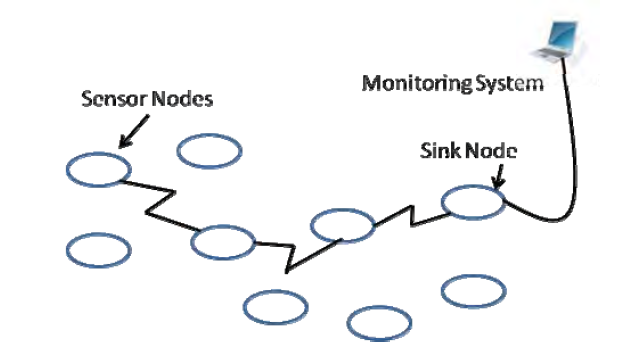 Monitoring System
Sensor Nodes
Sink Node